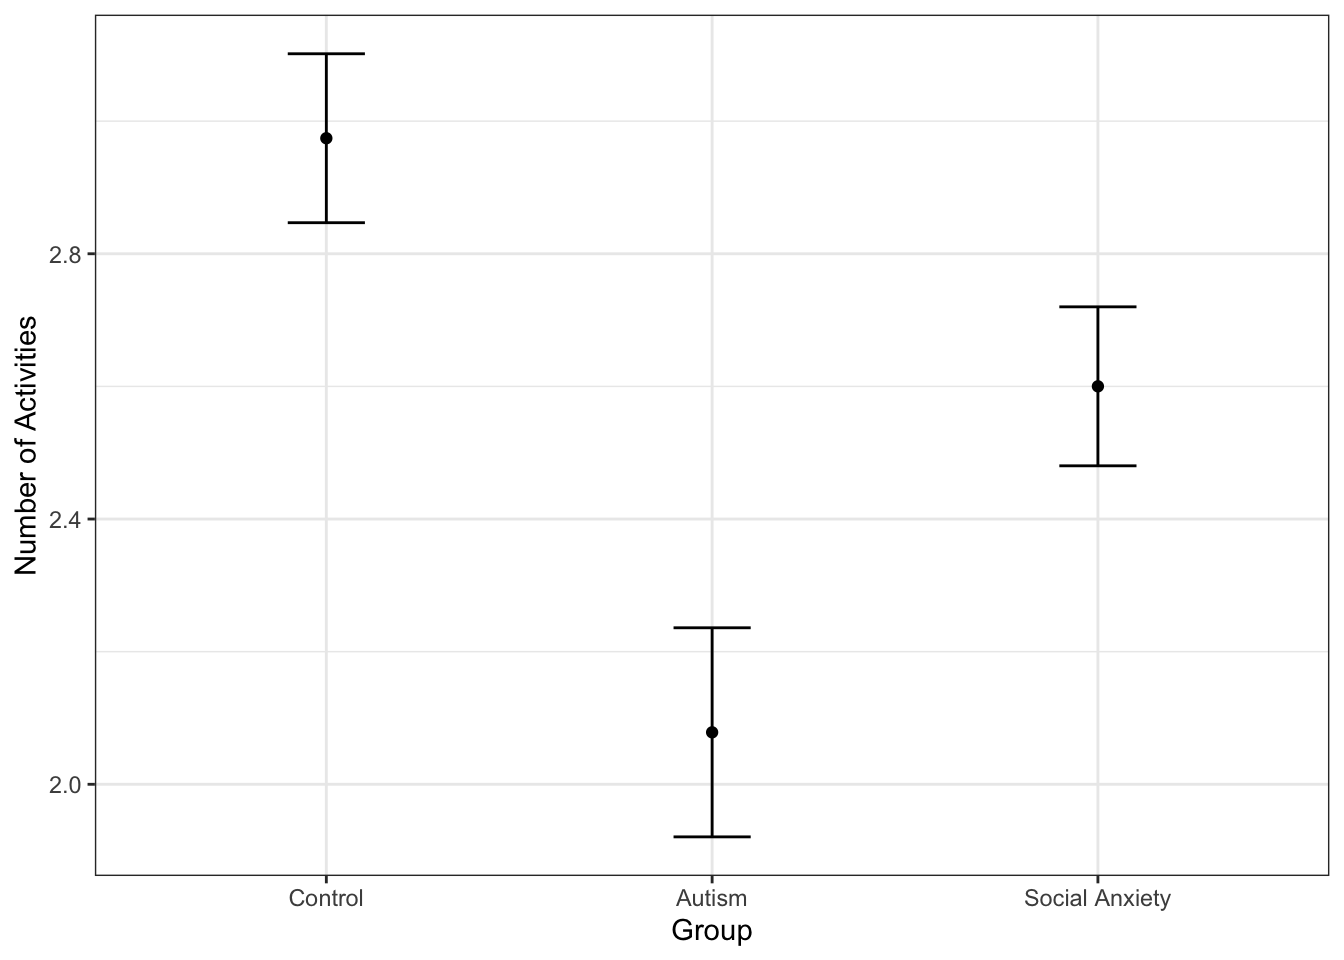 Number of Activities
2.8
2.4
2.0
Control
Autism
Social Anxiety
Group